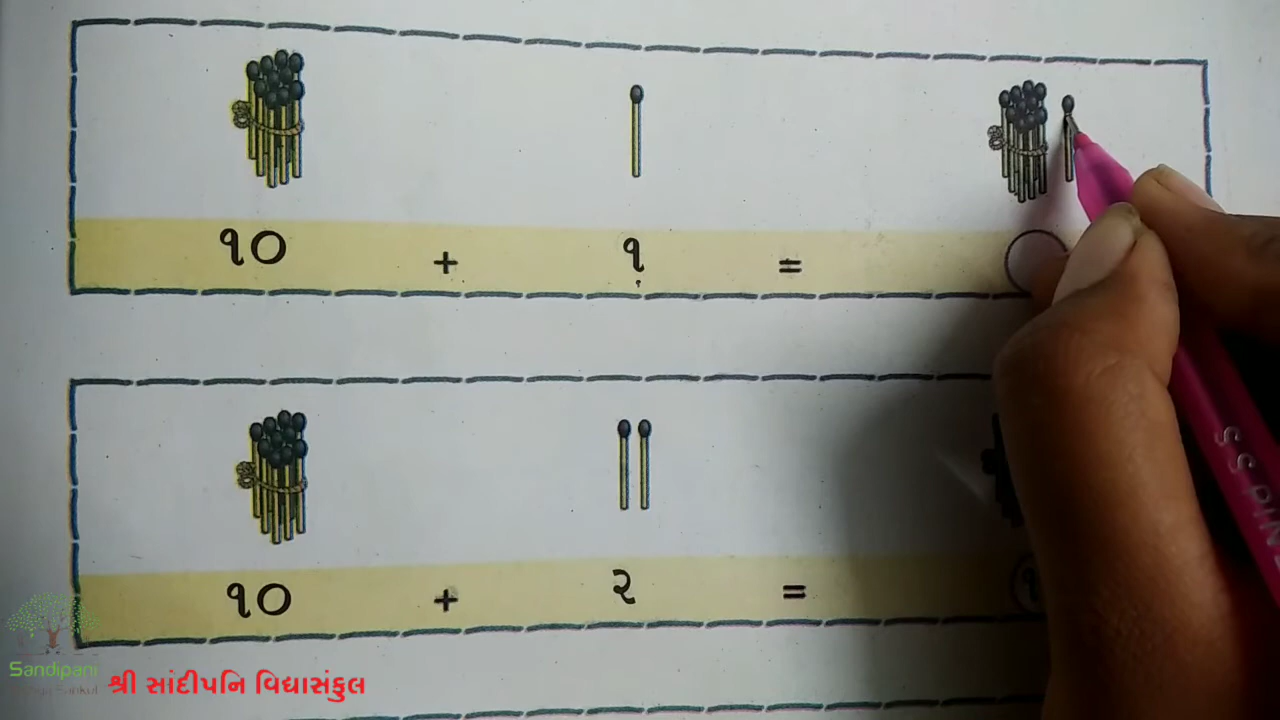 ૧૦ + ૧ =
૧૦ + ૨ =
Sandipani
શ્રી સાંદીપનિ વિદ્યાસંકુલ